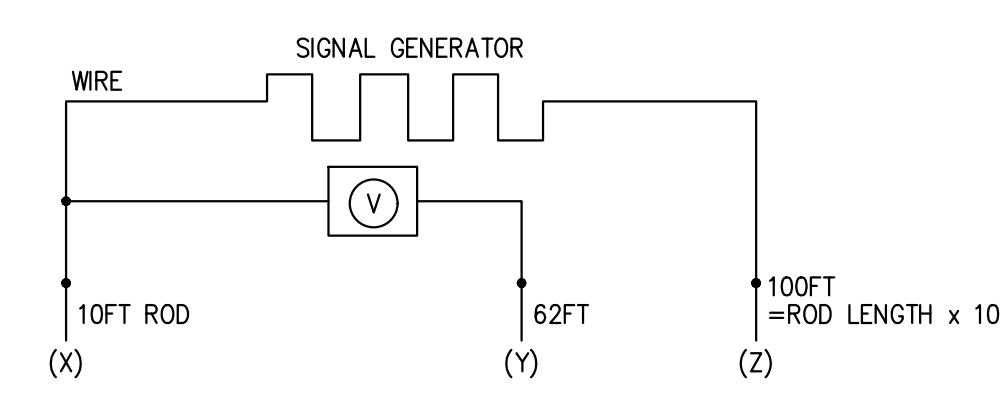 SIGNAL GENERATOR
WIRE
V
10FT ROD
62FT
100FT
=ROD LENGTH x 10
(X)
(Y)
(Z)